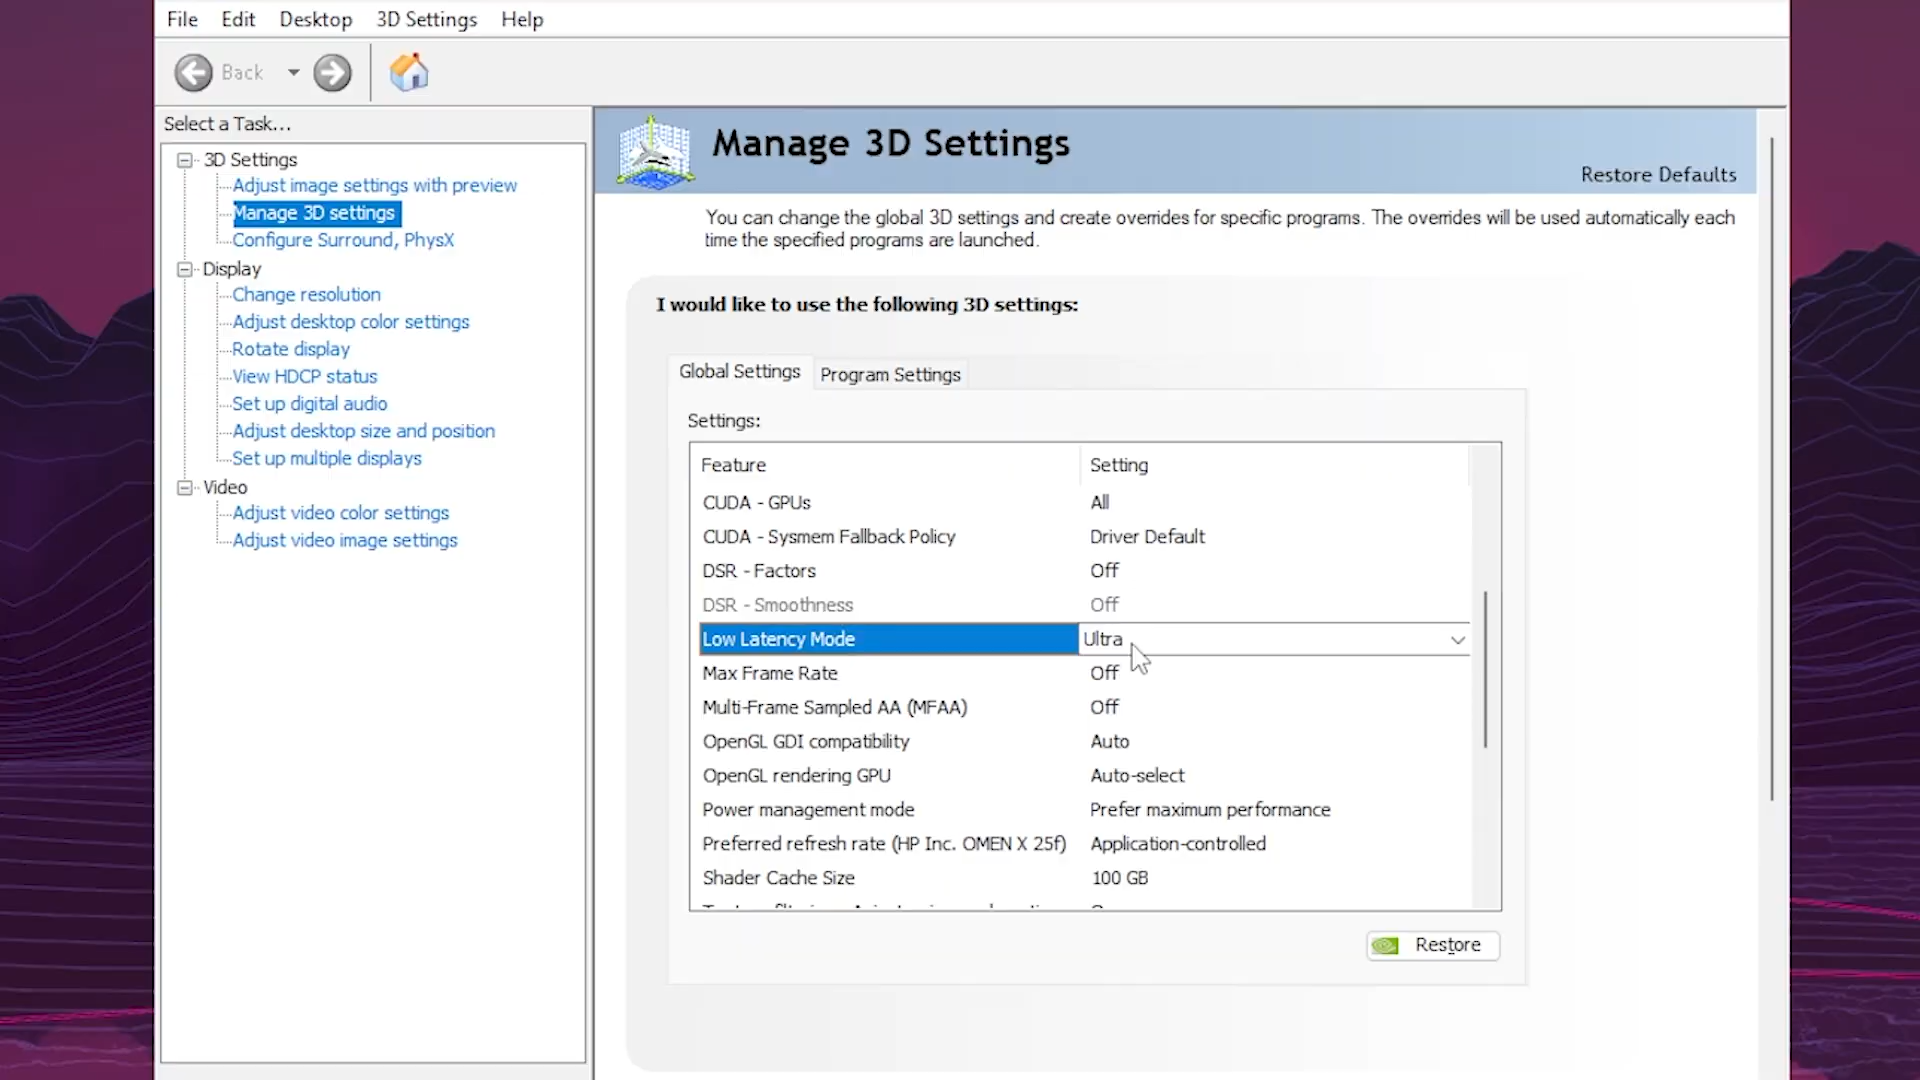 File Edit Desktop 3D Settings Help
Back
Select a Task...
3D Settings
Adjust image settings with preview
Manage 3D settings
Configure Surround, PhysX
Display
Change resolution
Adjust desktop color settings
Rotate display
View HDCP status
Set up digital audio
Adjust desktop size and position
Set up multiple displays
Video
Adjust video color settings
Adjust video image settings
Manage 3D Settings
Restore Defaults
You can change the global 3D settings and create overrides for specific programs. The overrides will be used automatically each
time the specified programs are launched.
I would like to use the following 3D settings:
Global Settings Program Settings
Settings:
Feature Setting
CUDA - GPUs All
CUDA - Sysmem Fallback Policy Driver Default
DSR - Factors Off
DSR - Smoothness Off
Low Latency Mode Ultra
Max Frame Rate Off
Multi-Frame Sampled AA (MFAA) Off
OpenGL GDI compatibility Auto
OpenGL rendering GPU Auto-select
Power management mode Prefer maximum performance
Preferred refresh rate (HP Inc. OMEN X 25f) Application-controlled
Shader Cache Size 100 GB
Restore